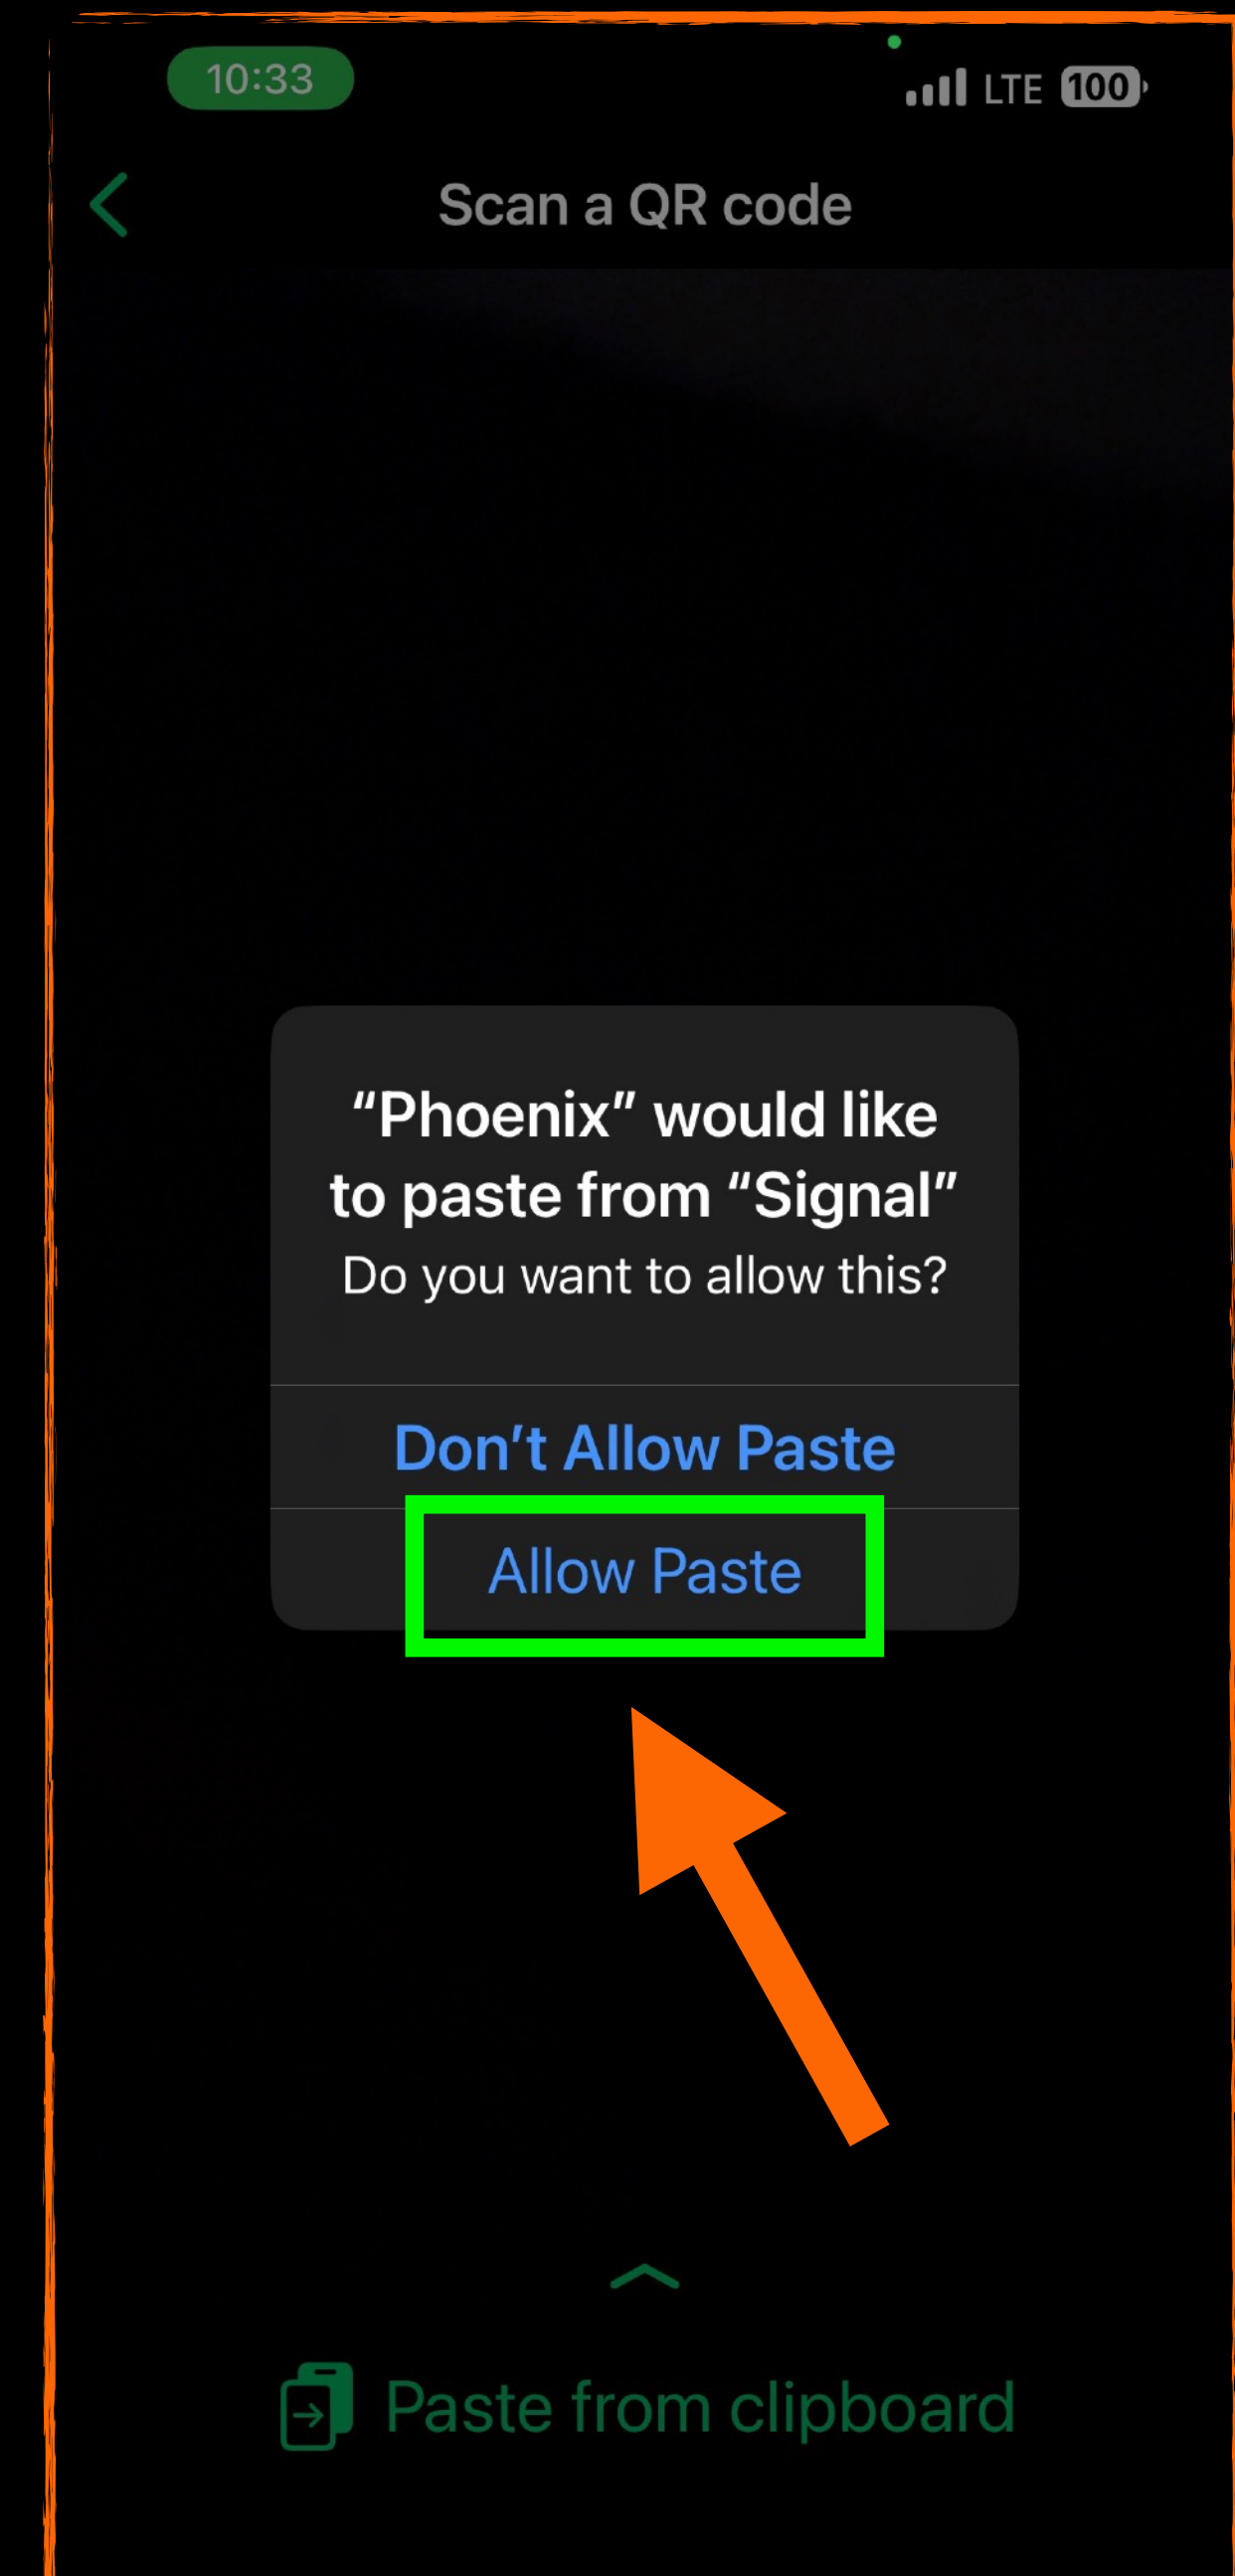 10:33
LTE 100
Scan a QR code
“Phoenix” would like
to paste from “Signal”
Do you want to allow this?
Don’t Allow Paste
Allow Paste
Paste from clipboard